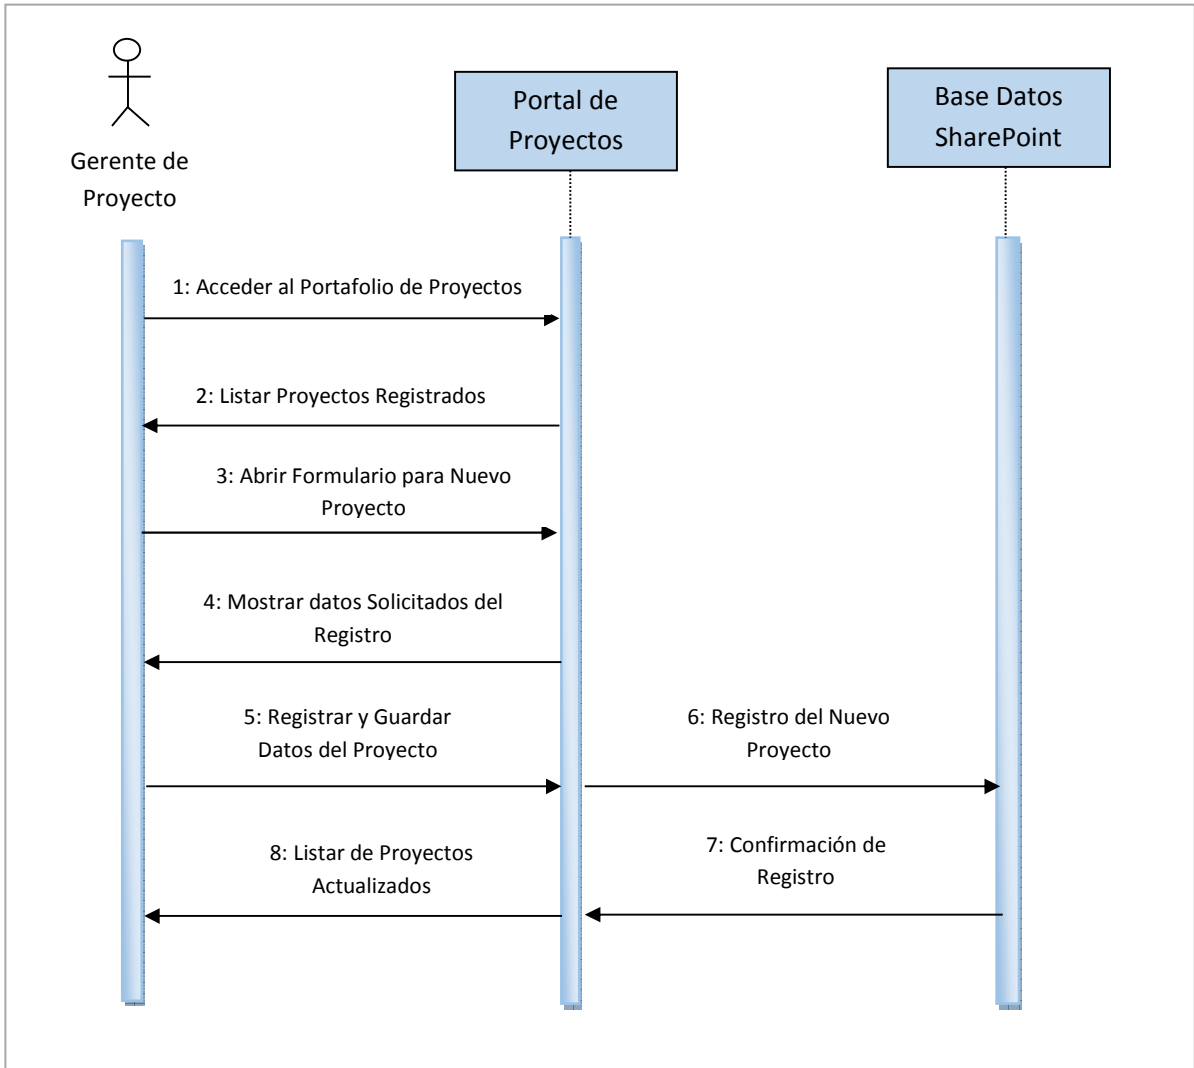 Gerente de
Proyecto
Portal de
Proyectos
Base Datos
SharePoint
1: Acceder al Portafolio de Proyectos
2: Listar Proyectos Registrados
3: Abrir Formulario para Nuevo
Proyecto
4: Mostrar datos Solicitados del
Registro
5: Registrar y Guardar
Datos del Proyecto
6: Registro del Nuevo
Proyecto
7: Confirmación de
Registro
8: Listar de Proyectos
Actualizados